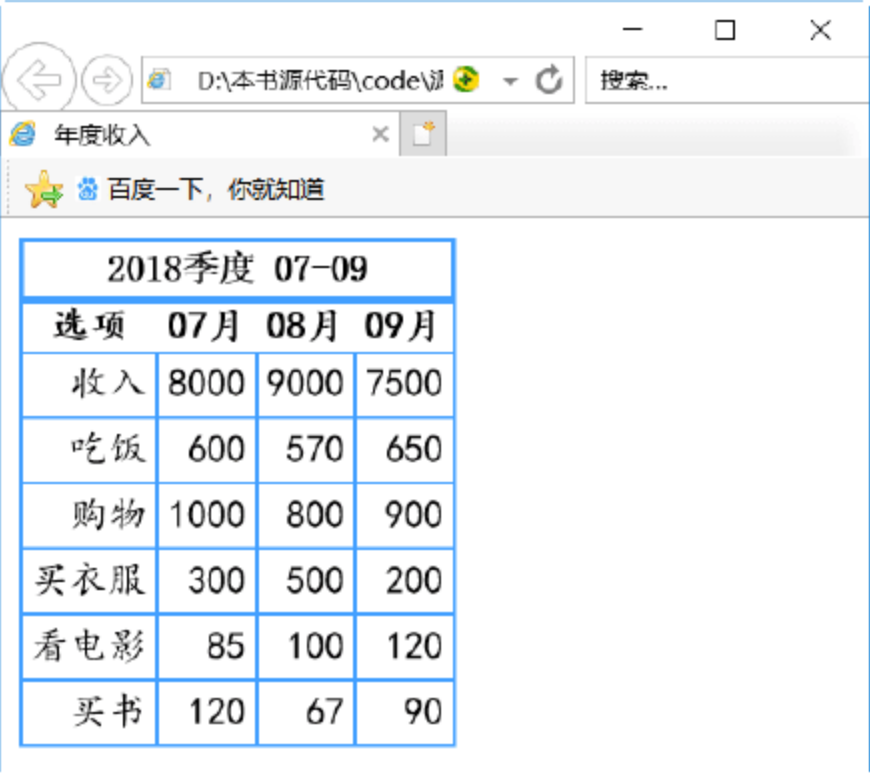 D:\本书源代码\code\源
搜索...
年度收入
百度一下，你就知道
2018季度 07-09
选项 07月 08月 09月
收入 8000 9000 7500
吃饭 600 570 650
购物 1000 800 900
买衣服 300 500 200
看电影 85 100 120
买书 120 67 90